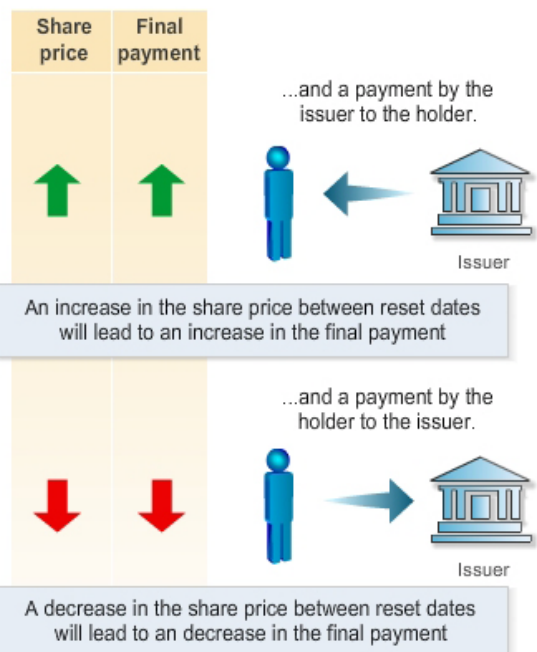 Share price
Final payment
...and a payment by the
issuer to the holder.
Issuer
An increase in the share price between reset dates
will lead to an increase in the final payment
...and a payment by the
holder to the issuer.
Issuer
A decrease in the share price between reset dates
will lead to an decrease in the final payment